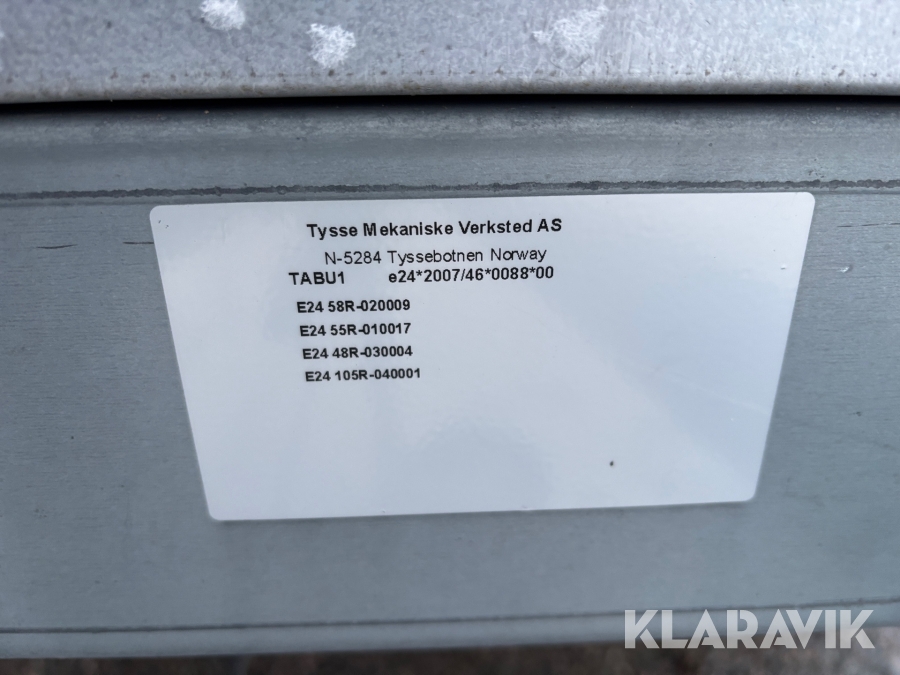 Tysse Mekaniske Verksted AS
N-5284 Tyssebotnen Norway
TABU1 e24*2007/46*0088*00
E24 58R-020009
E24 55R-010017
E24 48R-030004
E24 105R-040001
KLARAVIK